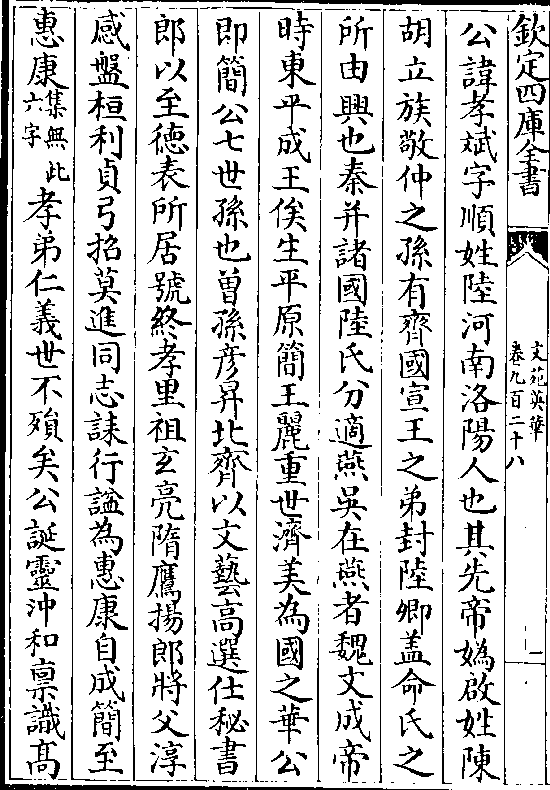 欽定四庫全書
文苑英華
卷九百二十八
一
公諱孝斌字順姓陸河南洛陽人也其先帝媯啟姓陳
胡立族敬仲之孫有齊國宣王之弟封陸卿蓋命氏之
所由興也秦并諸國陸氏分適燕吳在燕者魏文成帝
時東平成王俟生平原簡王麗重世濟美為國之華公
即簡公七世孫也曽孫彦昇北齊以文藝高選仕秘書
郎以至德表所居號終孝里祖玄亮隋鷹揚郎將父淳
感盤桓利貞弓招莫進同志誄行謚為惠康自成簡至
惠康集無此六字孝弟仁義世不殞矣公誕靈沖和禀識髙